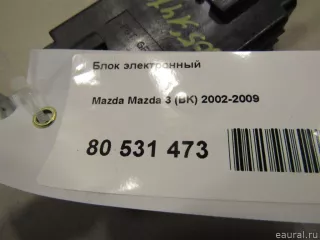 Блок электронный
Mazda Mazda 3 (BK) 2002-2009
80 531 473
eaural.ru